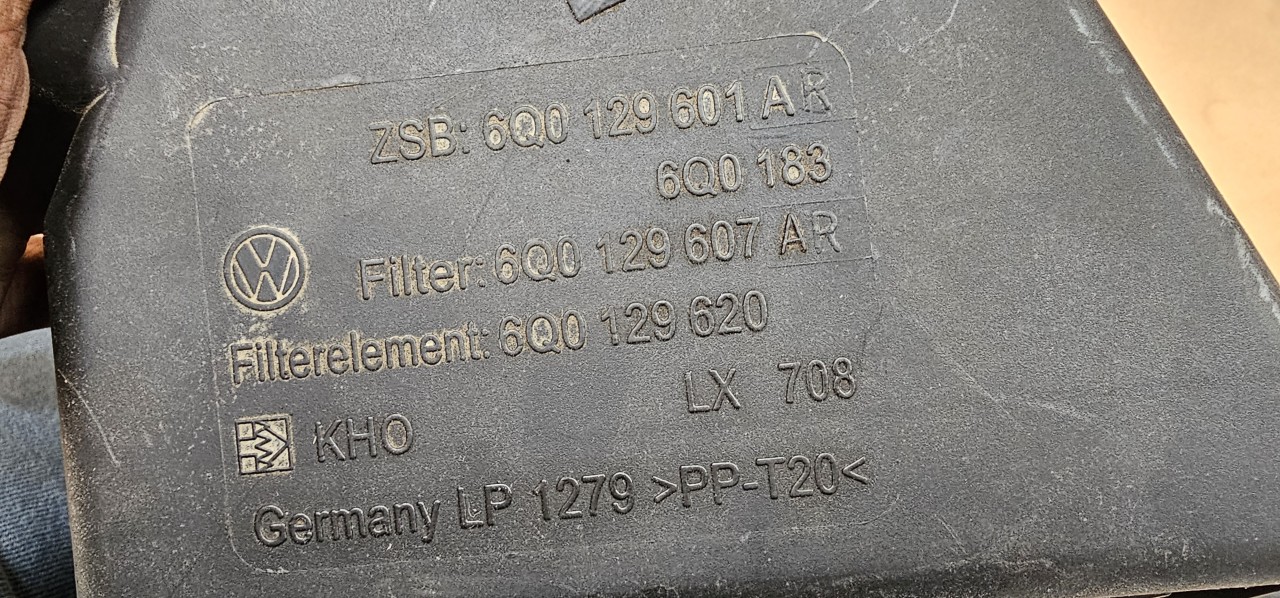 ZSB: 6Q0 129 601 AR
6Q0 183
Filter: 6Q0 129 607 AR
Filterelement: 6Q0 129 620
LX 708
KHO
Germany LP 1279 >PP-T20<